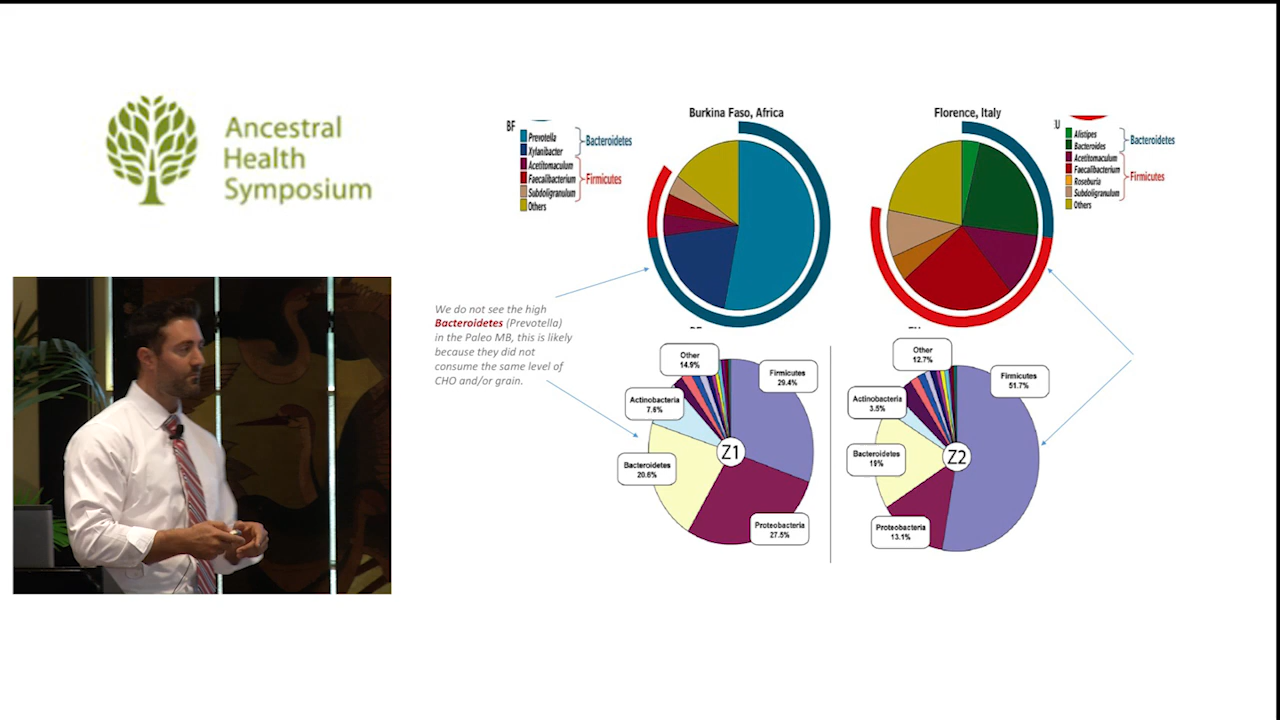 Ancestral
Health
Symposium
Burkina Faso, Africa
BF
Prevotella
Xylanibacter
Acetitomaculum
Faecalibacterium
Subdoligranulum
Others
Bacteroidetes
Firmicutes
Florence, Italy
Alistipes
Bacteroides
Acetitomaculum
Faecalibacterium
Roseburia
Subdoligranulum
Others
Bacteroidetes
Firmicutes
We do not see the high
Bacteroidetes (Prevotella)
in the Paleo MB, this is likely
because they did not
consume the same level of
CHO and/or grain.
Other
14.9%
Firmicutes
29.4%
Actinobacteria
7.6%
Z1
Bacteroidetes
20.6%
Proteobacteria
27.5%
Other
12.7%
Firmicutes
51.7%
Actinobacteria
3.5%
Z2
Bacteroidetes
19%
Proteobacteria
13.1%